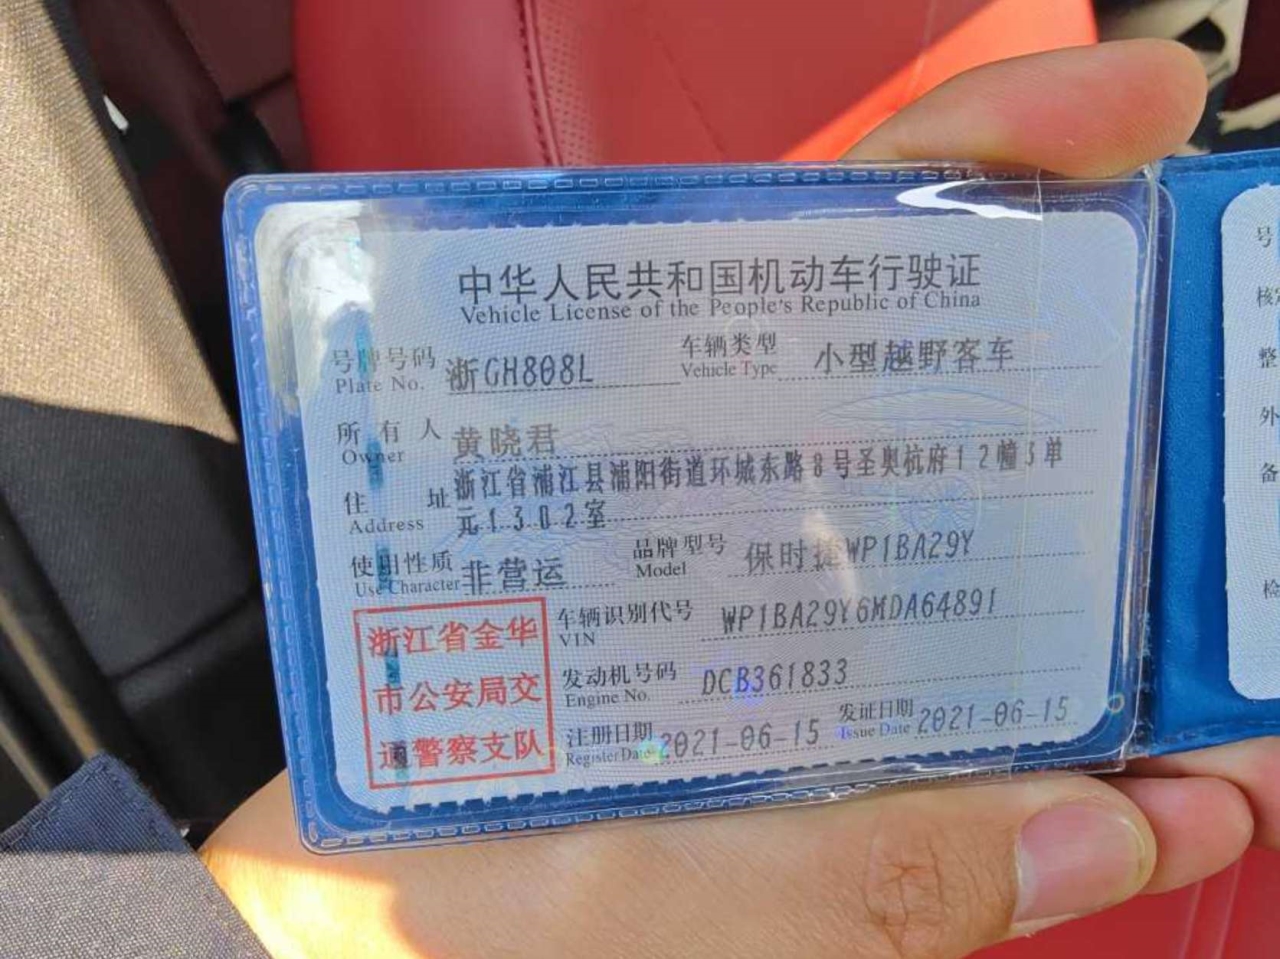 中华人民共和国机动车行驶证
Vehicle License of the People's Republic of China
号牌号码 浙GH808L 车辆类型 小型越野客车
Plate No. Vehicle Type
所有人 黄晓君
Owner
住址 浙江省浦江县浦阳街道环城东路8号圣奥杭府12幢3单
Address 元1302室
使用性质 非营运 品牌型号 保时捷WP1BA29Y
Use Character Model
浙江省金华 车辆识别代号 WP1BA29Y6MDA64891
VIN
市公安局交 发动机号码 DCB361833
Engine No.
通警察支队 注册日期 2021-06-15 发证日期 2021-06-15
Register Date Issue Date
号
核
整
外
备
检